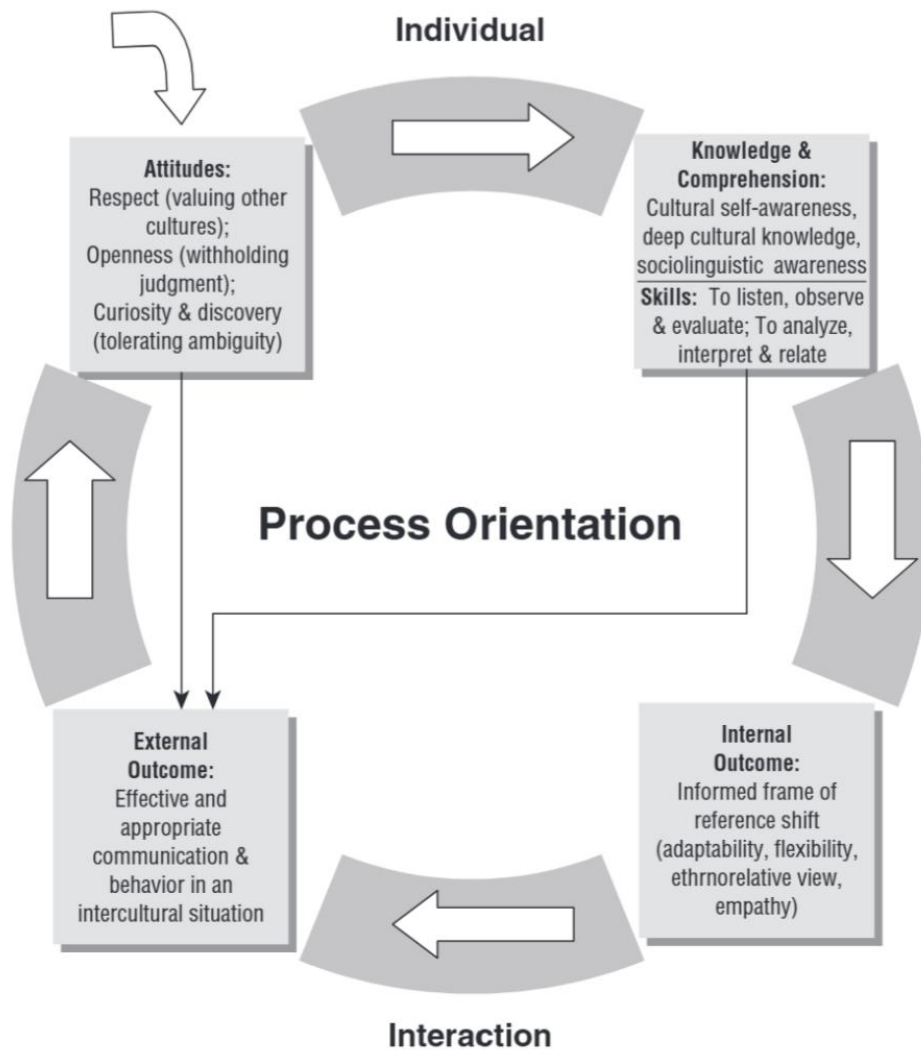 Individual
Attitudes:
Respect (valuing other
cultures);
Openness (withholding
judgment);
Curiosity & discovery
(tolerating ambiguity)
Knowledge &
Comprehension:
Cultural self-awareness,
deep cultural knowledge,
sociolinguistic awareness
Skills: To listen, observe
& evaluate; To analyze,
interpret & relate
Process Orientation
External
Outcome:
Effective and
appropriate
communication &
behavior in an
intercultural situation
Internal
Outcome:
Informed frame of
reference shift
(adaptability, flexibility,
ethrnorelative view,
empathy)
Interaction